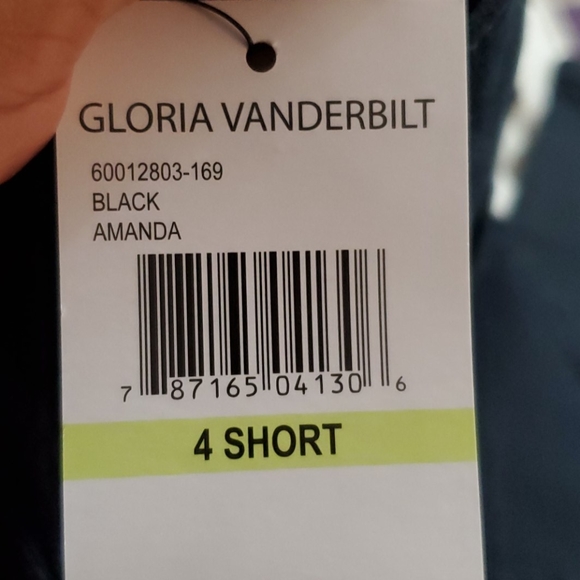 GLORIA VANDERBILT
60012803-169
BLACK
AMANDA
7 87165 04130 6
4 SHORT